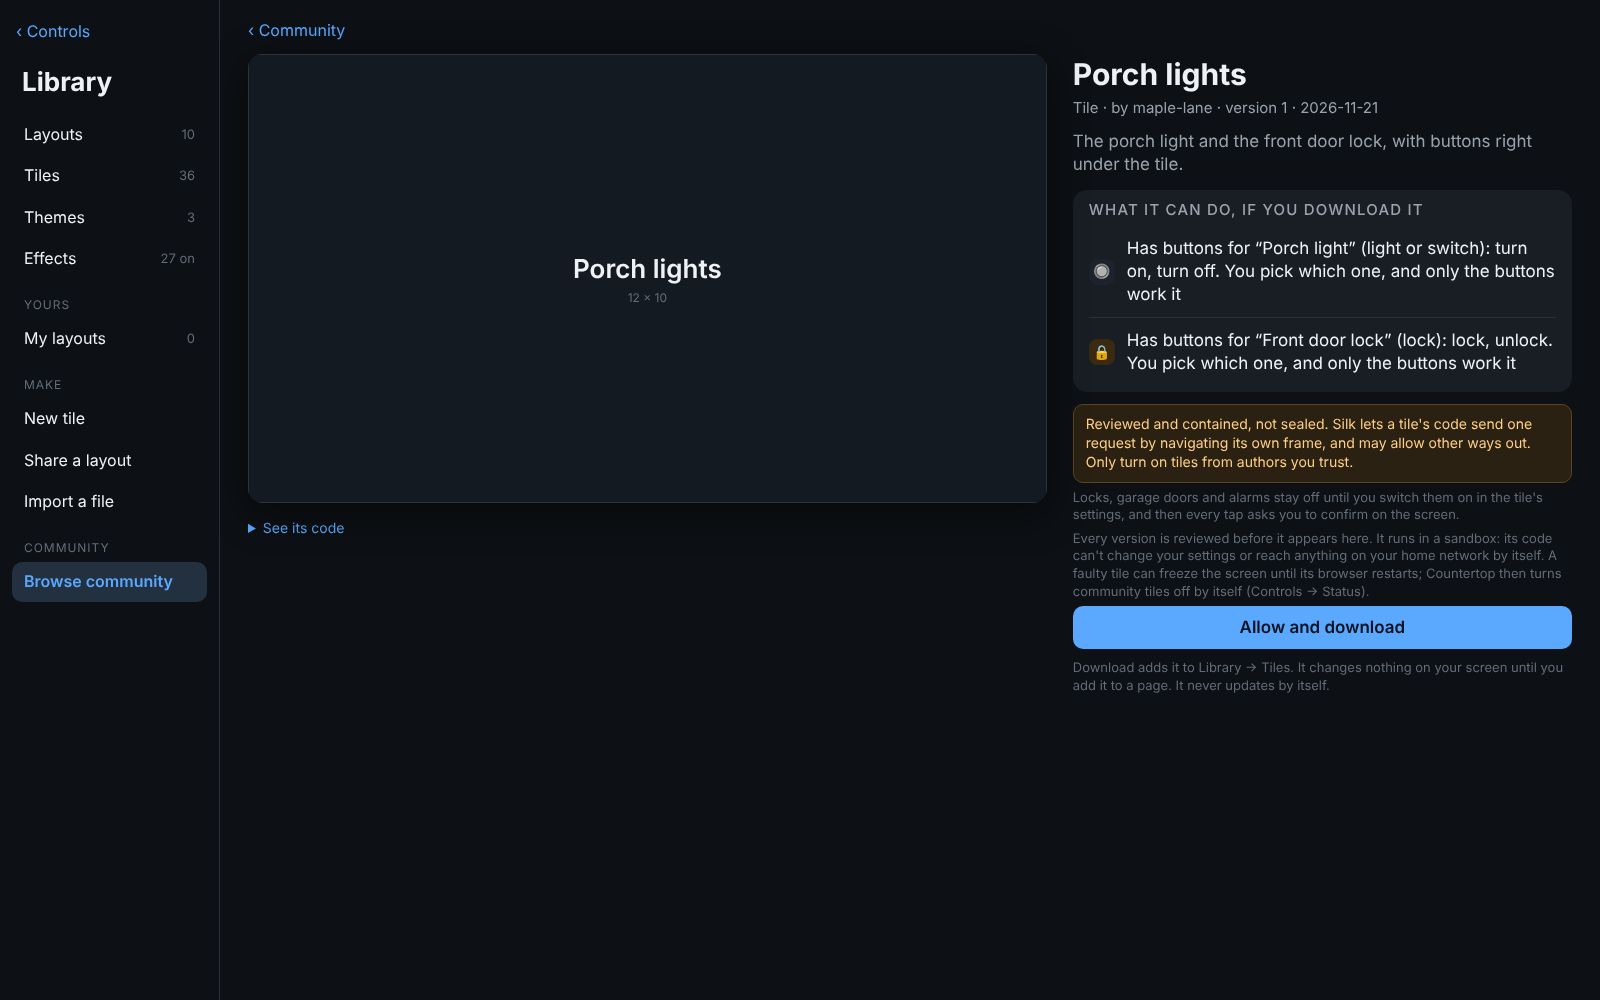 ‹ Controls
Library
Layouts 10
Tiles 36
Themes 3
Effects 27 on
YOURS
My layouts 0
MAKE
New tile
Share a layout
Import a file
COMMUNITY
Browse community
‹ Community
Porch lights
12 × 10
▶ See its code
Porch lights
Tile · by maple-lane · version 1 · 2026-11-21
The porch light and the front door lock, with buttons right
under the tile.
WHAT IT CAN DO, IF YOU DOWNLOAD IT
Has buttons for “Porch light” (light or switch): turn
on, turn off. You pick which one, and only the buttons
work it
Has buttons for “Front door lock” (lock): lock, unlock.
You pick which one, and only the buttons work it
Reviewed and contained, not sealed. Silk lets a tile's code send one
request by navigating its own frame, and may allow other ways out.
Only turn on tiles from authors you trust.
Locks, garage doors and alarms stay off until you switch them on in the tile's
settings, and then every tap asks you to confirm on the screen.
Every version is reviewed before it appears here. It runs in a sandbox: its code
can't change your settings or reach anything on your home network by itself. A
faulty tile can freeze the screen until its browser restarts; Countertop then turns
community tiles off by itself (Controls → Status).
Allow and download
Download adds it to Library → Tiles. It changes nothing on your screen until you
add it to a page. It never updates by itself.